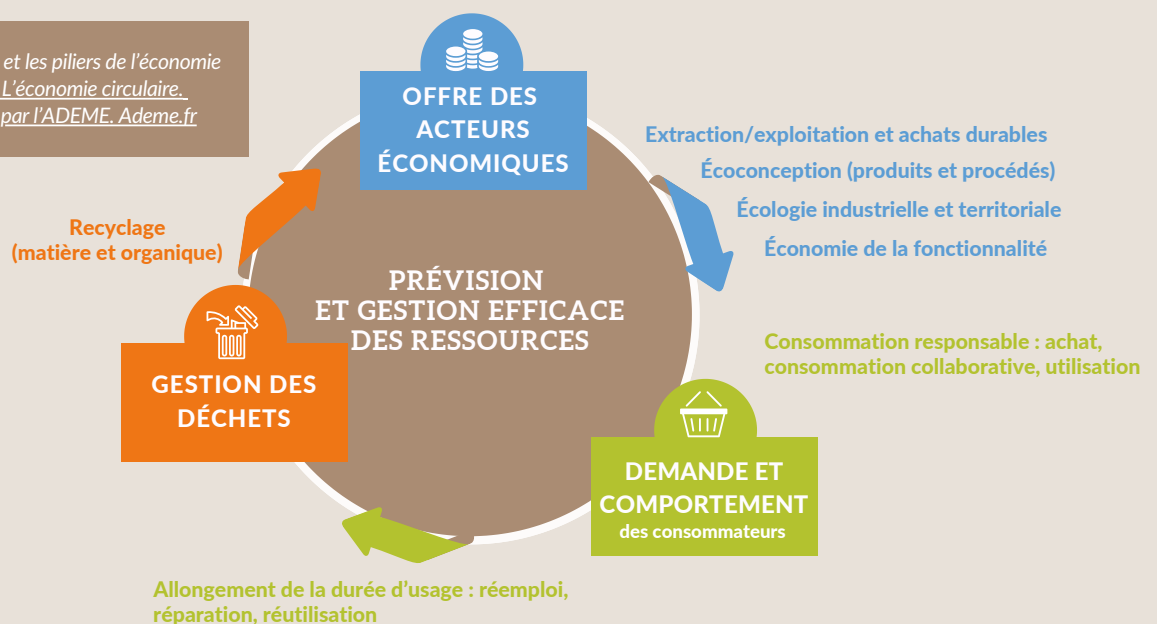 et les piliers de l’économie
L’économie circulaire.
par l’ADEME. Ademe.fr
OFFRE DES
ACTEURS
ÉCONOMIQUES
Extraction/exploitation et achats durables
Écoconception (produits et procédés)
Écologie industrielle et territoriale
Économie de la fonctionnalité
Recyclage
(matière et organique)
PRÉVISION
ET GESTION EFFICACE
DES RESSOURCES
Consommation responsable : achat,
consommation collaborative, utilisation
GESTION DES
DÉCHETS
DEMANDE ET
COMPORTEMENT
des consommateurs
Allongement de la durée d’usage : réemploi,
réparation, réutilisation